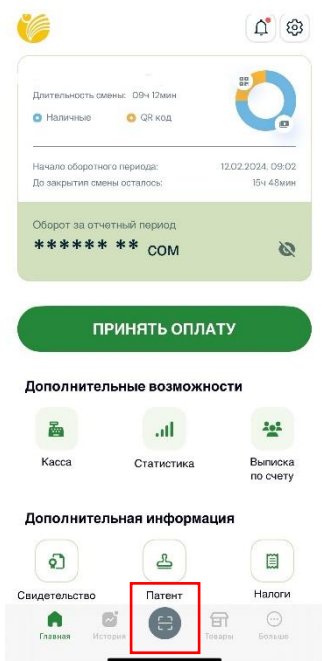 Длительность смены: 09ч 12мин
Наличные QR код
Начало оборотного периода: 12.02.2024, 09:02
До закрытия смены осталось: 15ч 48мин
Оборот за отчетный период
****** ** СОМ
ПРИНЯТЬ ОПЛАТУ
Дополнительные возможности
Касса Статистика Выписка
по счету
Дополнительная информация
Свидетельство Патент Налоги
Главная История Товары Больше